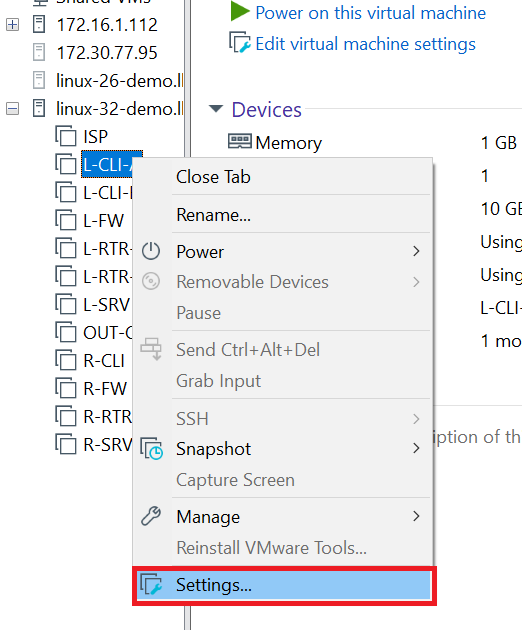 Shared VMs
172.16.1.112
172.30.77.95
linux-26-demo.
linux-32-demo.
ISP
L-CLI-
L-CLI-
L-FW
L-RTR-
L-RTR-
L-SRV
OUT-
R-CLI
R-FW
R-RTR
R-SRV
Power on this virtual machine
Edit virtual machine settings
Devices
Memory
1 GB
1
10 GB
Using
Using
L-CLI-
1 mo
iption of the
Close Tab
Rename...
Power
Removable Devices
Pause
Send Ctrl+Alt+Del
Grab Input
SSH
Snapshot
Capture Screen
Manage
Reinstall VMware Tools...
Settings...